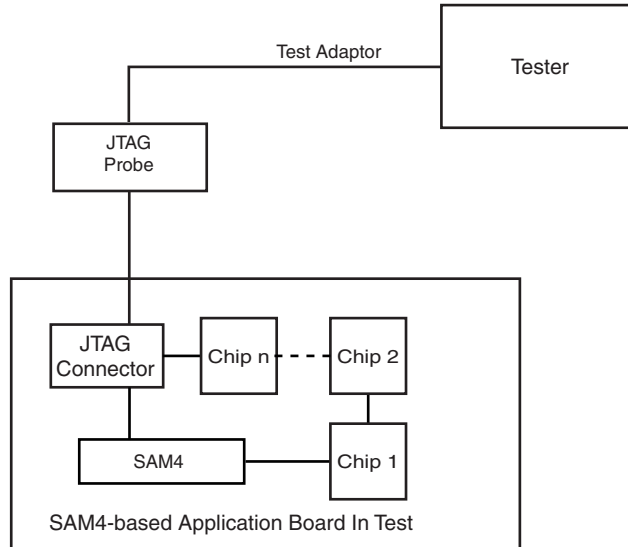 Test Adaptor
Tester
JTAG
Probe
JTAG
Connector
Chip n
Chip 2
SAM4
Chip 1
SAM4-based Application Board In Test